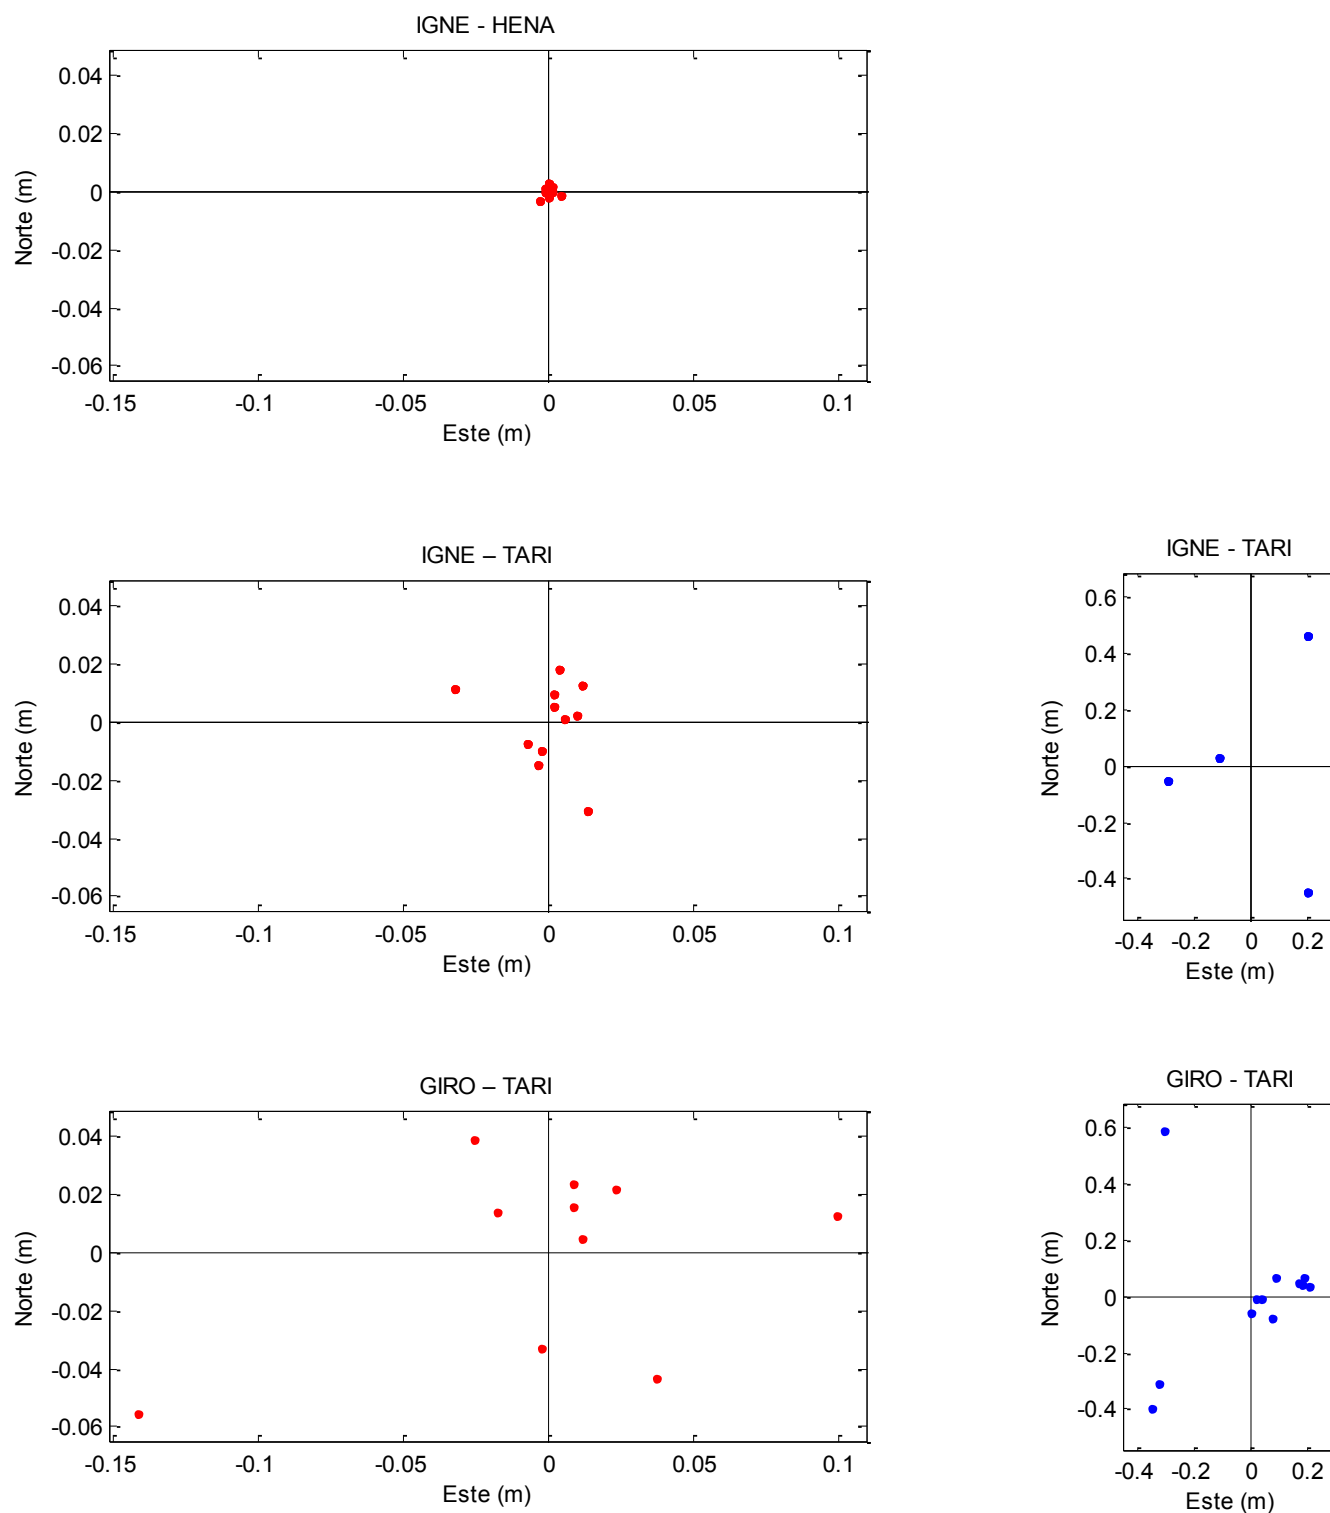 IGNE - HENA
0.04
0.02
0
-0.02
-0.04
-0.06
Norte (m)
-0.15 -0.1 -0.05 0 0.05 0.1
Este (m)
IGNE – TARI
0.04
0.02
0
-0.02
-0.04
-0.06
Norte (m)
-0.15 -0.1 -0.05 0 0.05 0.1
Este (m)
IGNE - TARI
0.6
0.4
0.2
0
-0.2
-0.4
Norte (m)
-0.4 -0.2 0 0.2
Este (m)
GIRO – TARI
0.04
0.02
0
-0.02
-0.04
-0.06
Norte (m)
-0.15 -0.1 -0.05 0 0.05 0.1
Este (m)
GIRO - TARI
0.6
0.4
0.2
0
-0.2
-0.4
Norte (m)
-0.4 -0.2 0 0.2
Este (m)